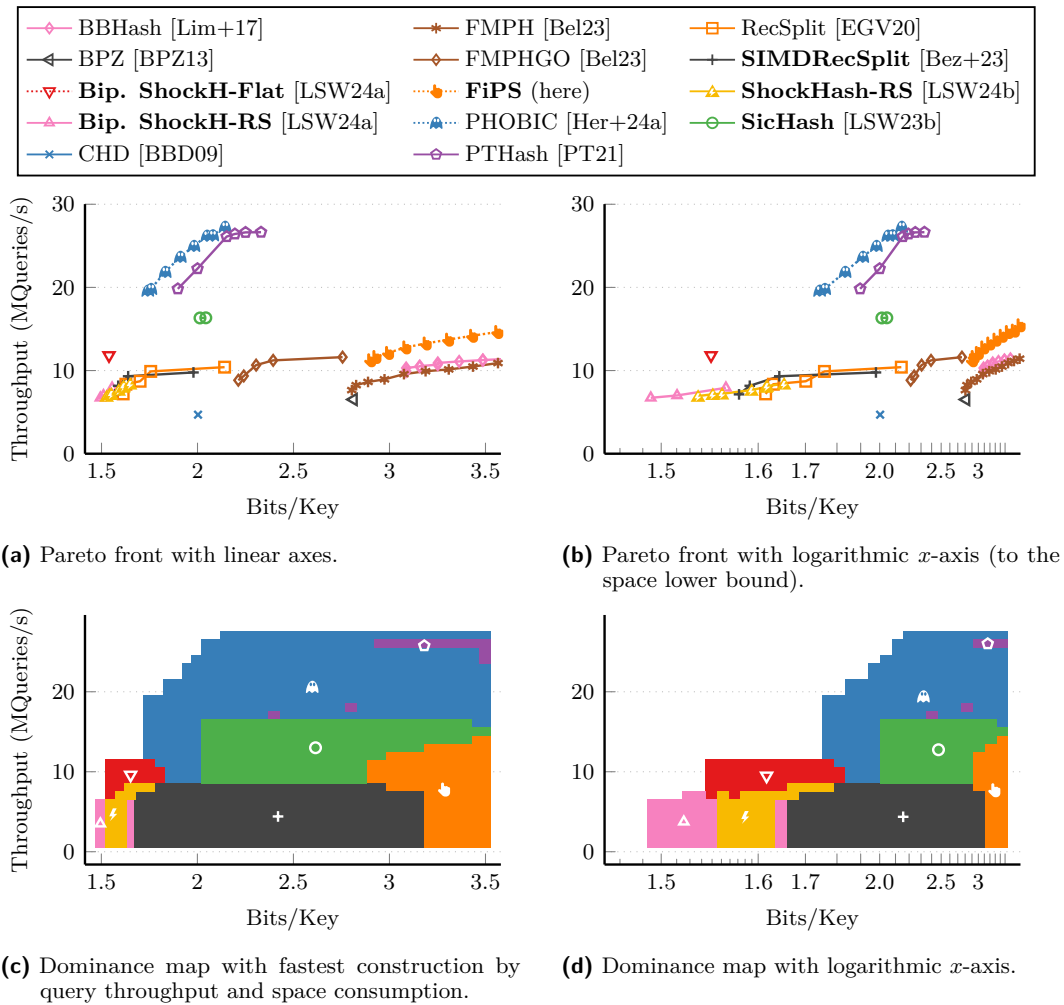 BBHash [Lim+17]
FMPH [Bel23]
RecSplit [EGV20]
BPZ [BPZ13]
FMPHGO [Bel23]
SIMDRecSplit [Bez+23]
Bip. ShockH-Flat [LSW24a]
FiPS (here)
ShockHash-RS [LSW24b]
Bip. ShockH-RS [LSW24a]
PHOBIC [Her+24a]
SicHash [LSW23b]
CHD [BBD09]
PTHash [PT21]
Throughput (MQueries/s)
30
20
10
0
1.5 2 2.5 3 3.5
Bits/Key
(a) Pareto front with linear axes.
30
20
10
0
1.5 1.6 1.7 2.0 2.5 3
Bits/Key
(b) Pareto front with logarithmic x-axis (to the
space lower bound).
Throughput (MQueries/s)
20
10
0
1.5 2 2.5 3 3.5
Bits/Key
(c) Dominance map with fastest construction by
query throughput and space consumption.
20
10
0
1.5 1.6 1.7 2.0 2.5 3
Bits/Key
(d) Dominance map with logarithmic x-axis.